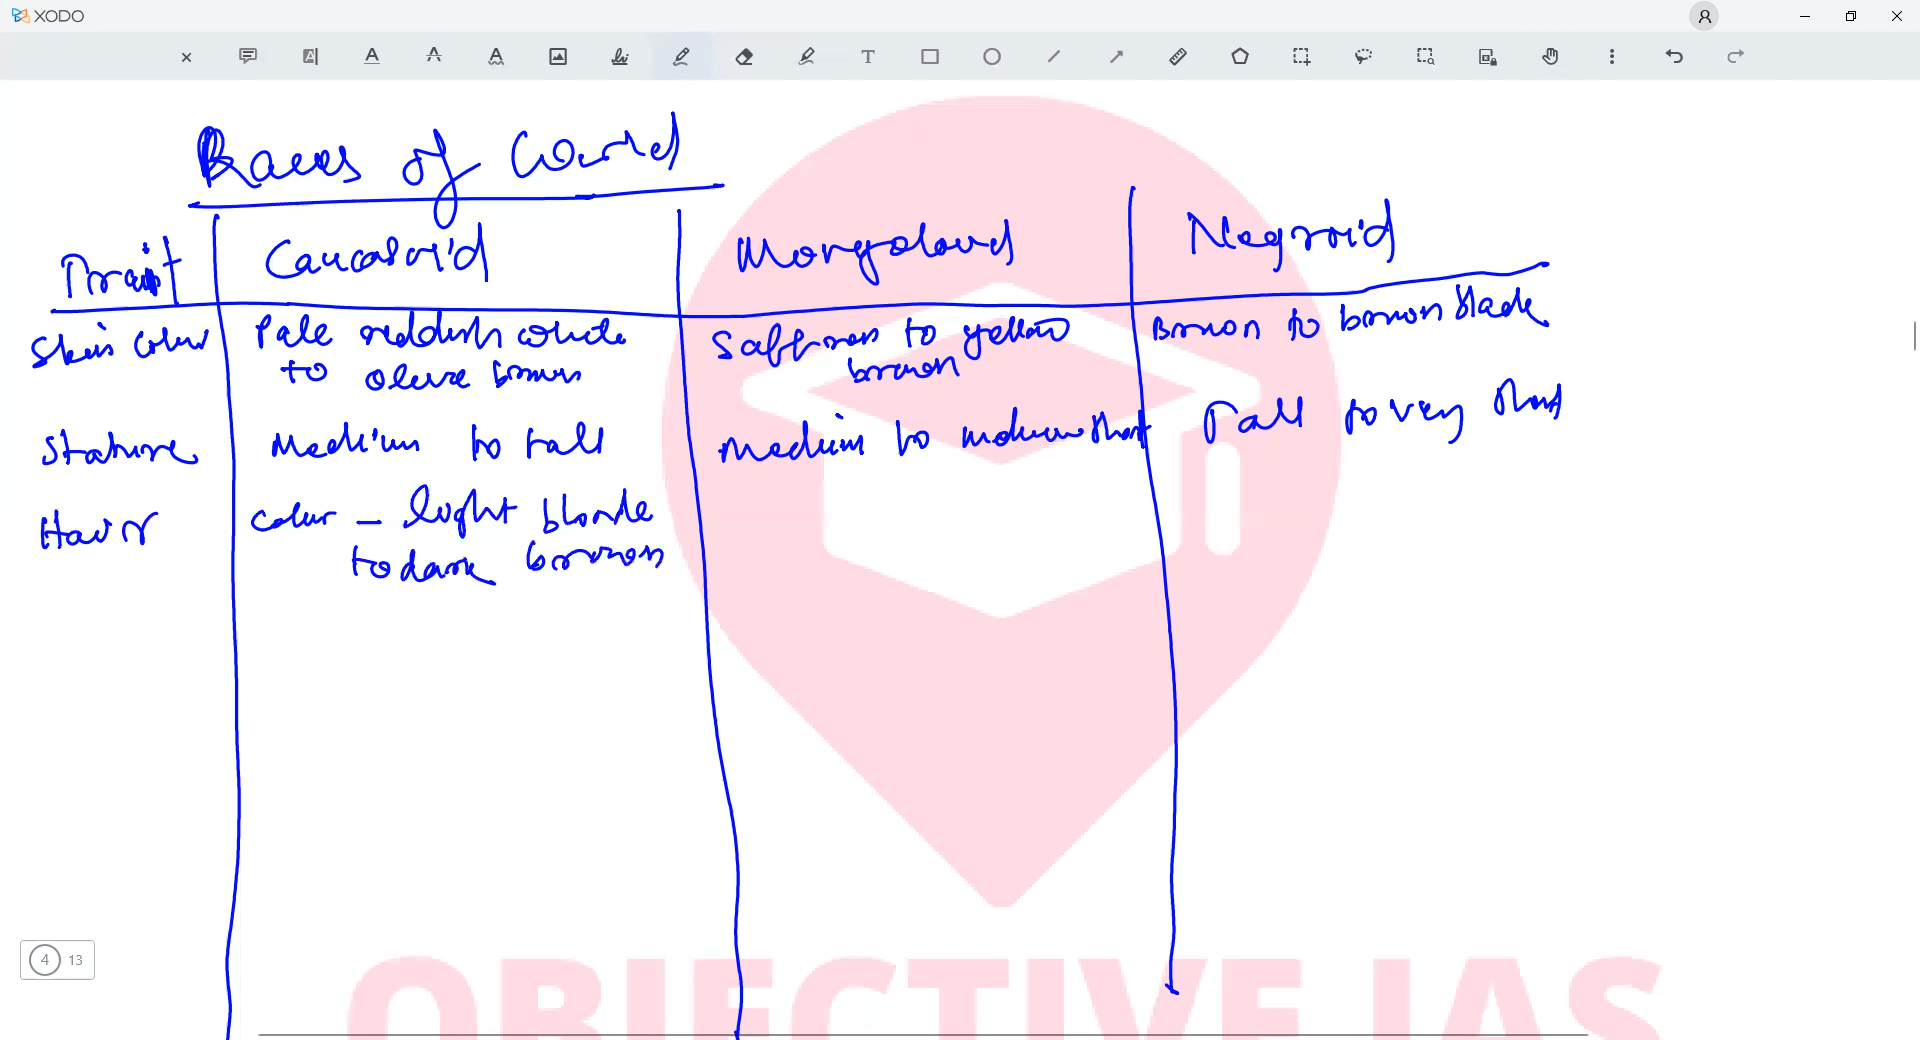 XODO
Races of World
Trait Caucasoid Mongoloid Negroid
Skin Colur Pale reddish white Saffron to yellow Brown to brown black
to olive brown brown
Stature Medium to tall medium to medium short Tall to very short
Hair Colur – light blonde
to dark brown
4 13
OBJECTIVE IAS